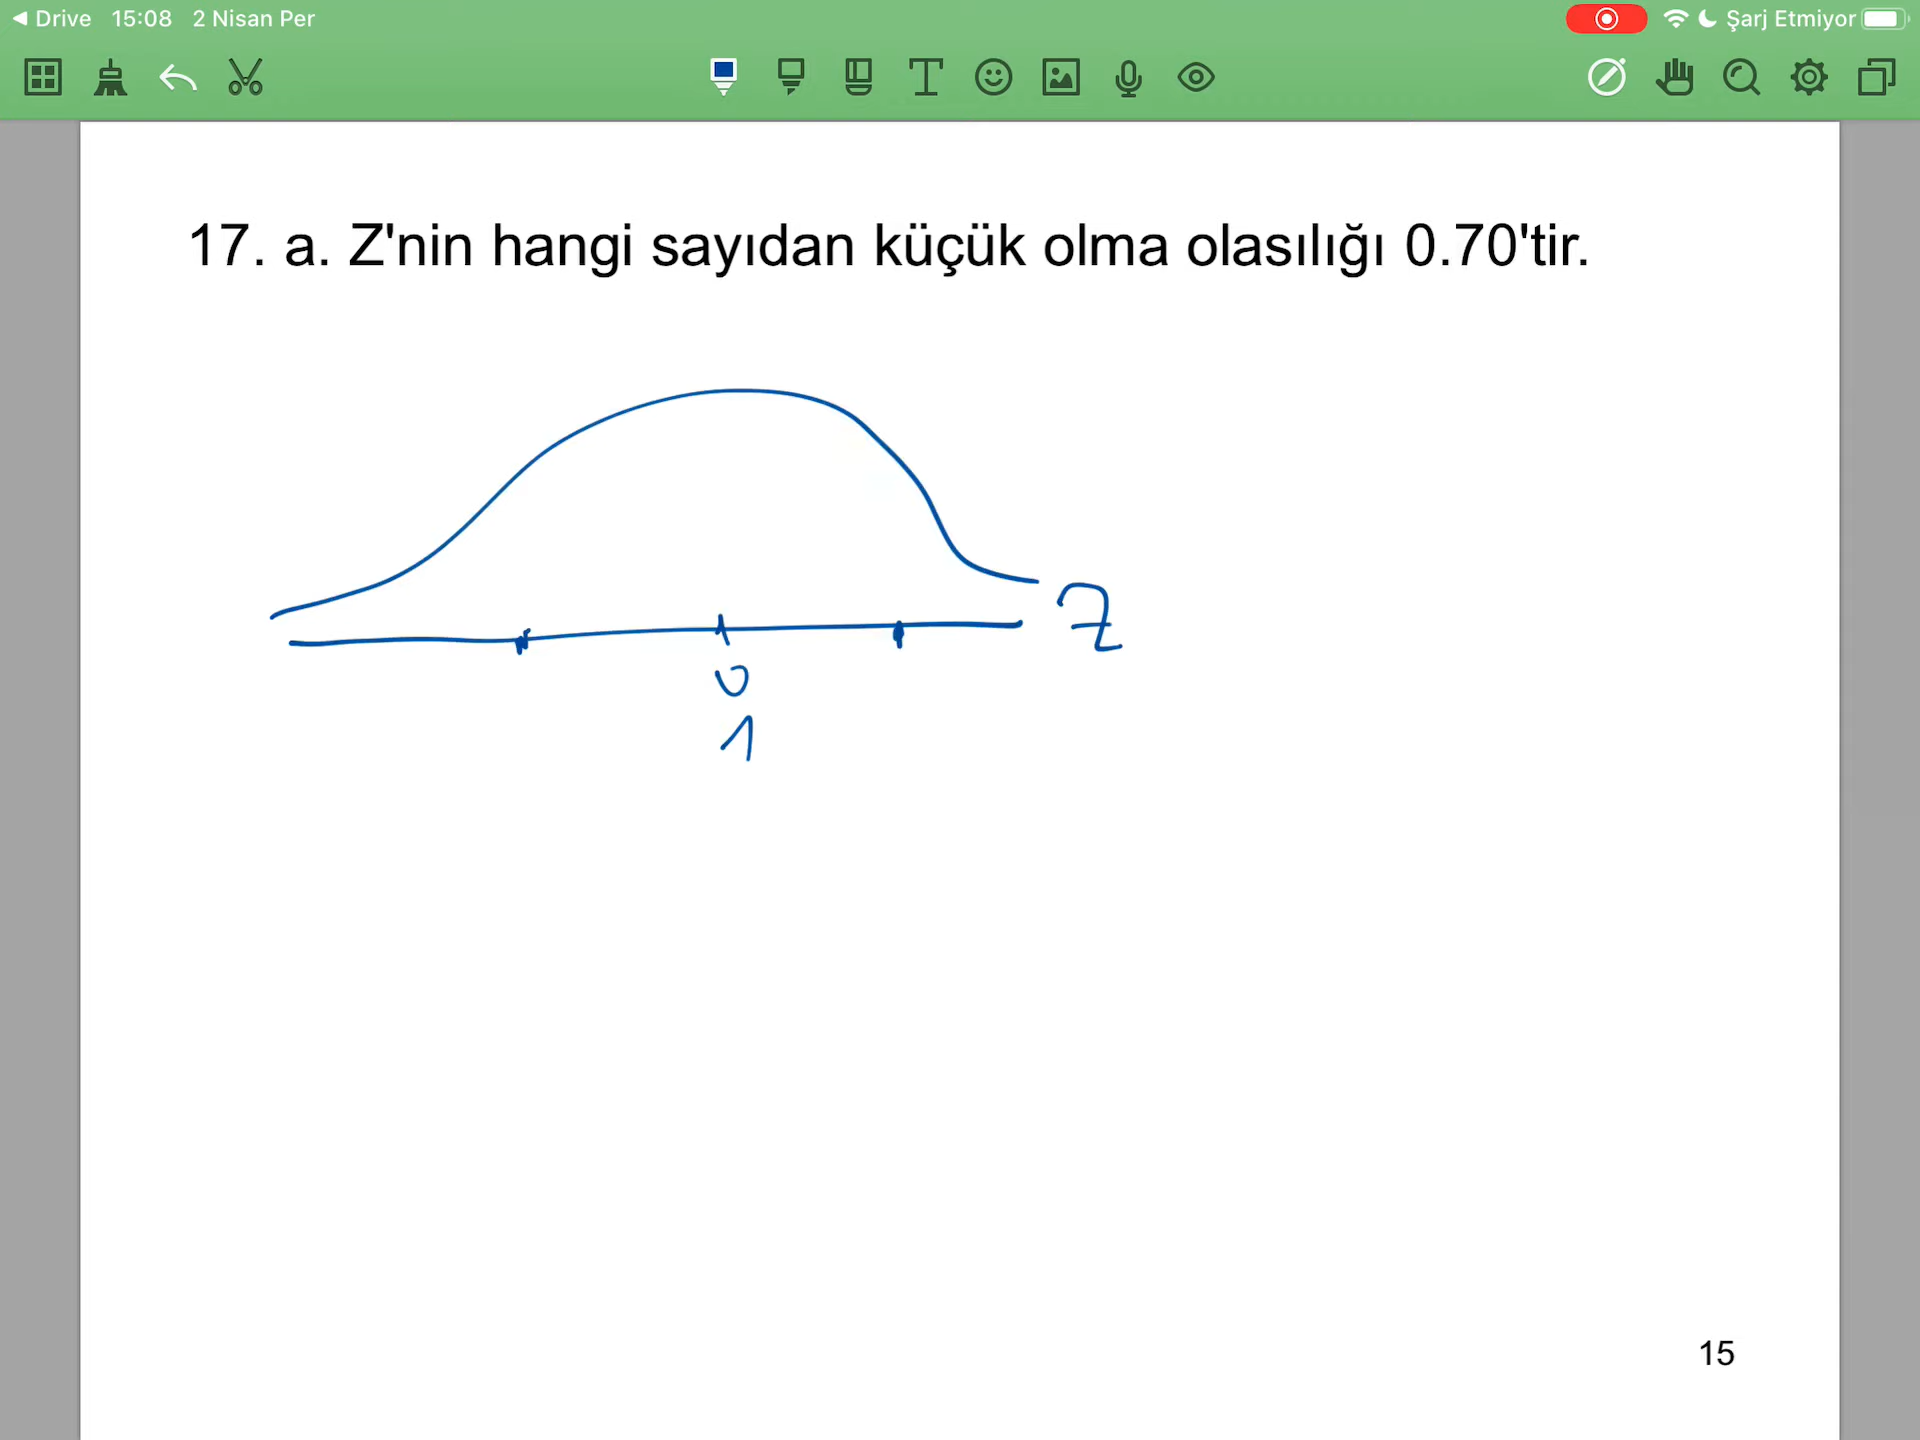 Drive 15:08 2 Nisan Per Şarj Etmiyor
17. a. Z'nin hangi sayıdan küçük olma olasılığı 0.70'tir.
Z
0
1
15